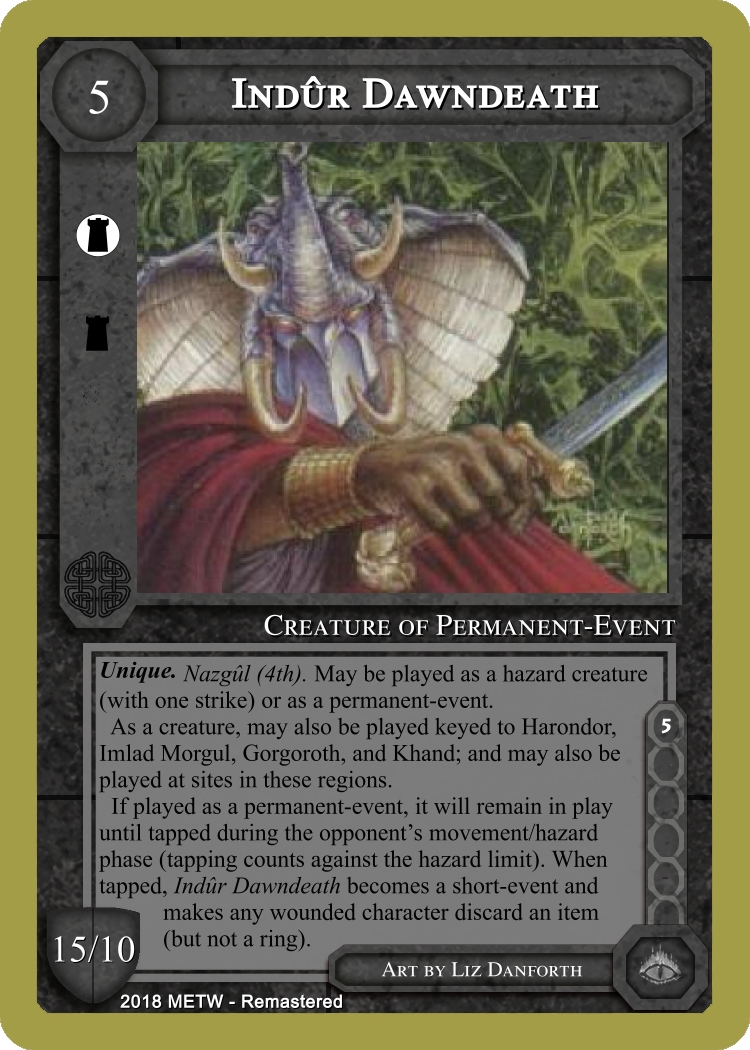 5
Indûr Dawndeath
Creature of Permanent-Event
Unique. Nazgûl (4th). May be played as a hazard creature
(with one strike) or as a permanent-event.
As a creature, may also be played keyed to Harondor,
Imlad Morgul, Gorgoroth, and Khand; and may also be
played at sites in these regions.
If played as a permanent-event, it will remain in play
until tapped during the opponent's movement/hazard
phase (tapping counts against the hazard limit). When
tapped, Indûr Dawndeath becomes a short-event and
makes any wounded character discard an item
(but not a ring).
5
15/10
Art by Liz Danforth
2018 METW - Remastered